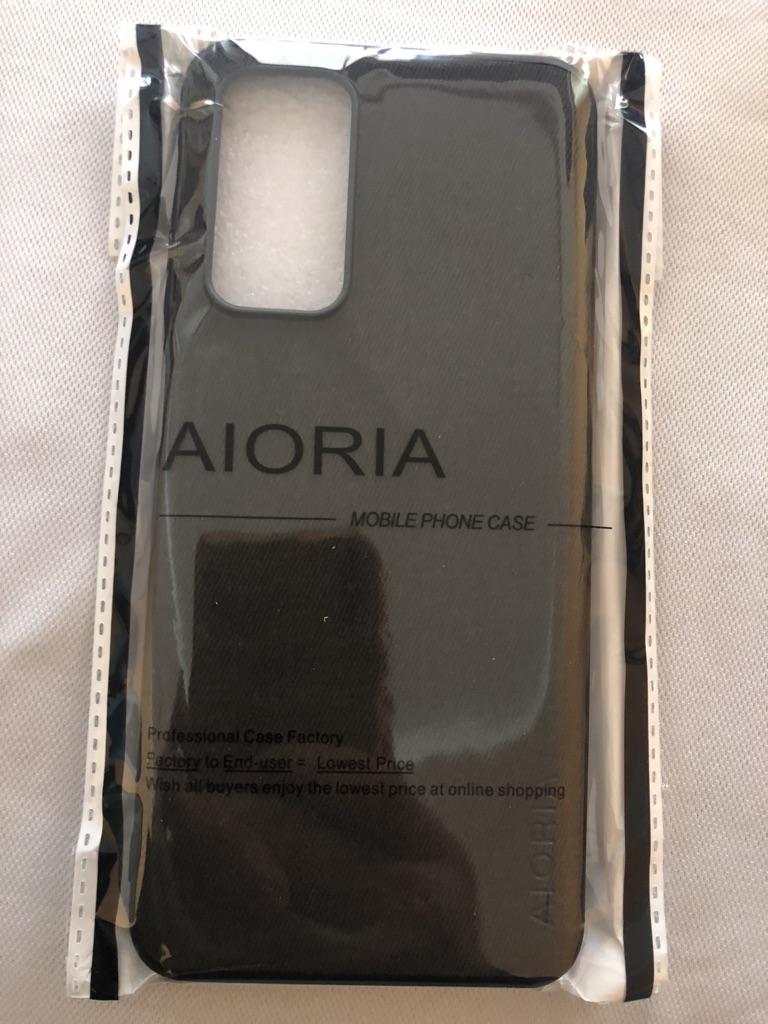 AIORIA
MOBILE PHONE CASE
Professional Case Factory
Factory to End-user = Lowest Price
Wish all buyers enjoy the lowest price at online shopping
AIORIA